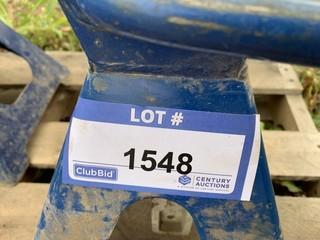 LOT #
1548
ClubBid
CENTURY
AUCTIONS